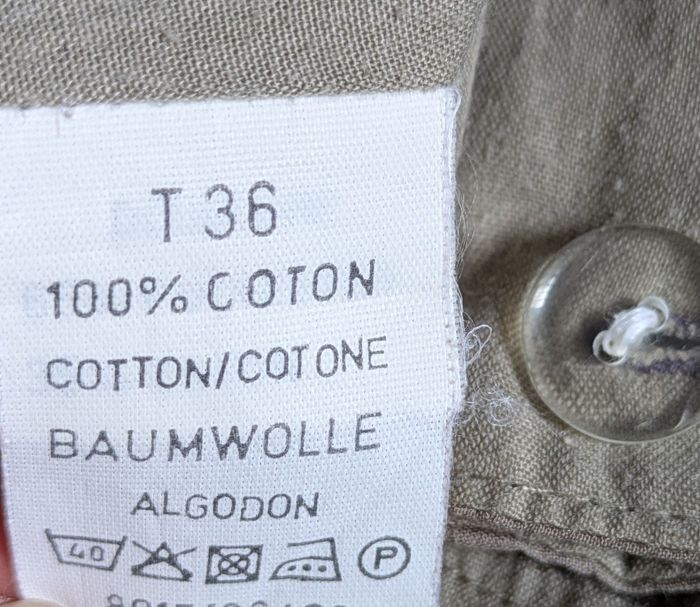 T 36
100% COTON
COTTON/COTONE
BAUMWOLLE
ALGODON
40 P